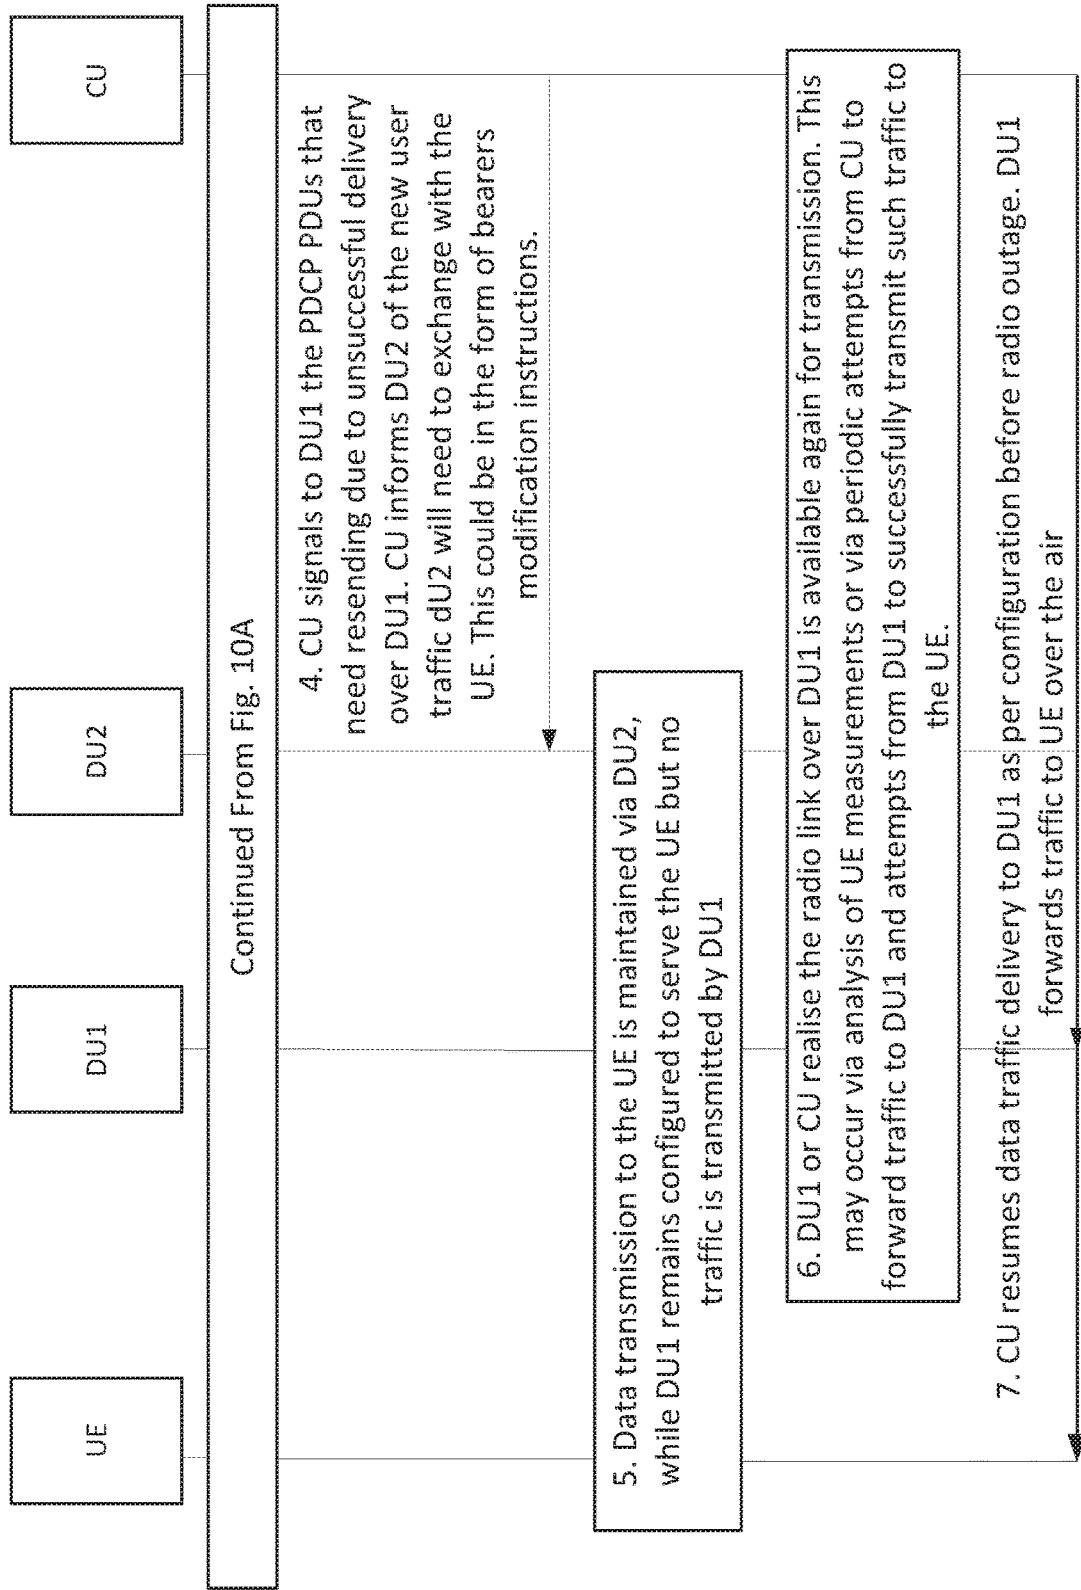 UE
DU1
DU2
CU
Continued From Fig. 10A
4. CU signals to DU1 the PDCP PDUs that
need resending due to unsuccessful delivery
over DU1. CU informs DU2 of the new user
traffic dU2 will need to exchange with the
UE. This could be in the form of bearers
modification instructions.
5. Data transmission to the UE is maintained via DU2,
while DU1 remains configured to serve the UE but no
traffic is transmitted by DU1
6. DU1 or CU realise the radio link over DU1 is available again for transmission. This
may occur via analysis of UE measurements or via periodic attempts from CU to
forward traffic to DU1 and attempts from DU1 to successfully transmit such traffic to
the UE.
7. CU resumes data traffic delivery to DU1 as per configuration before radio outage. DU1
forwards traffic to UE over the air